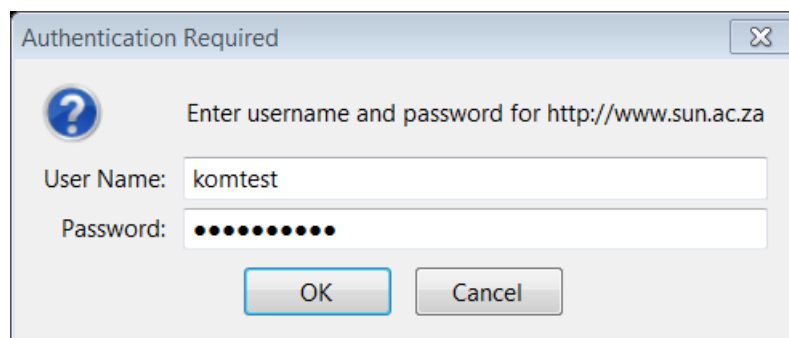 Authentication Required
Enter username and password for http://www.sun.ac.za
User Name: komtest
Password: ●●●●●●●●●●
OK Cancel